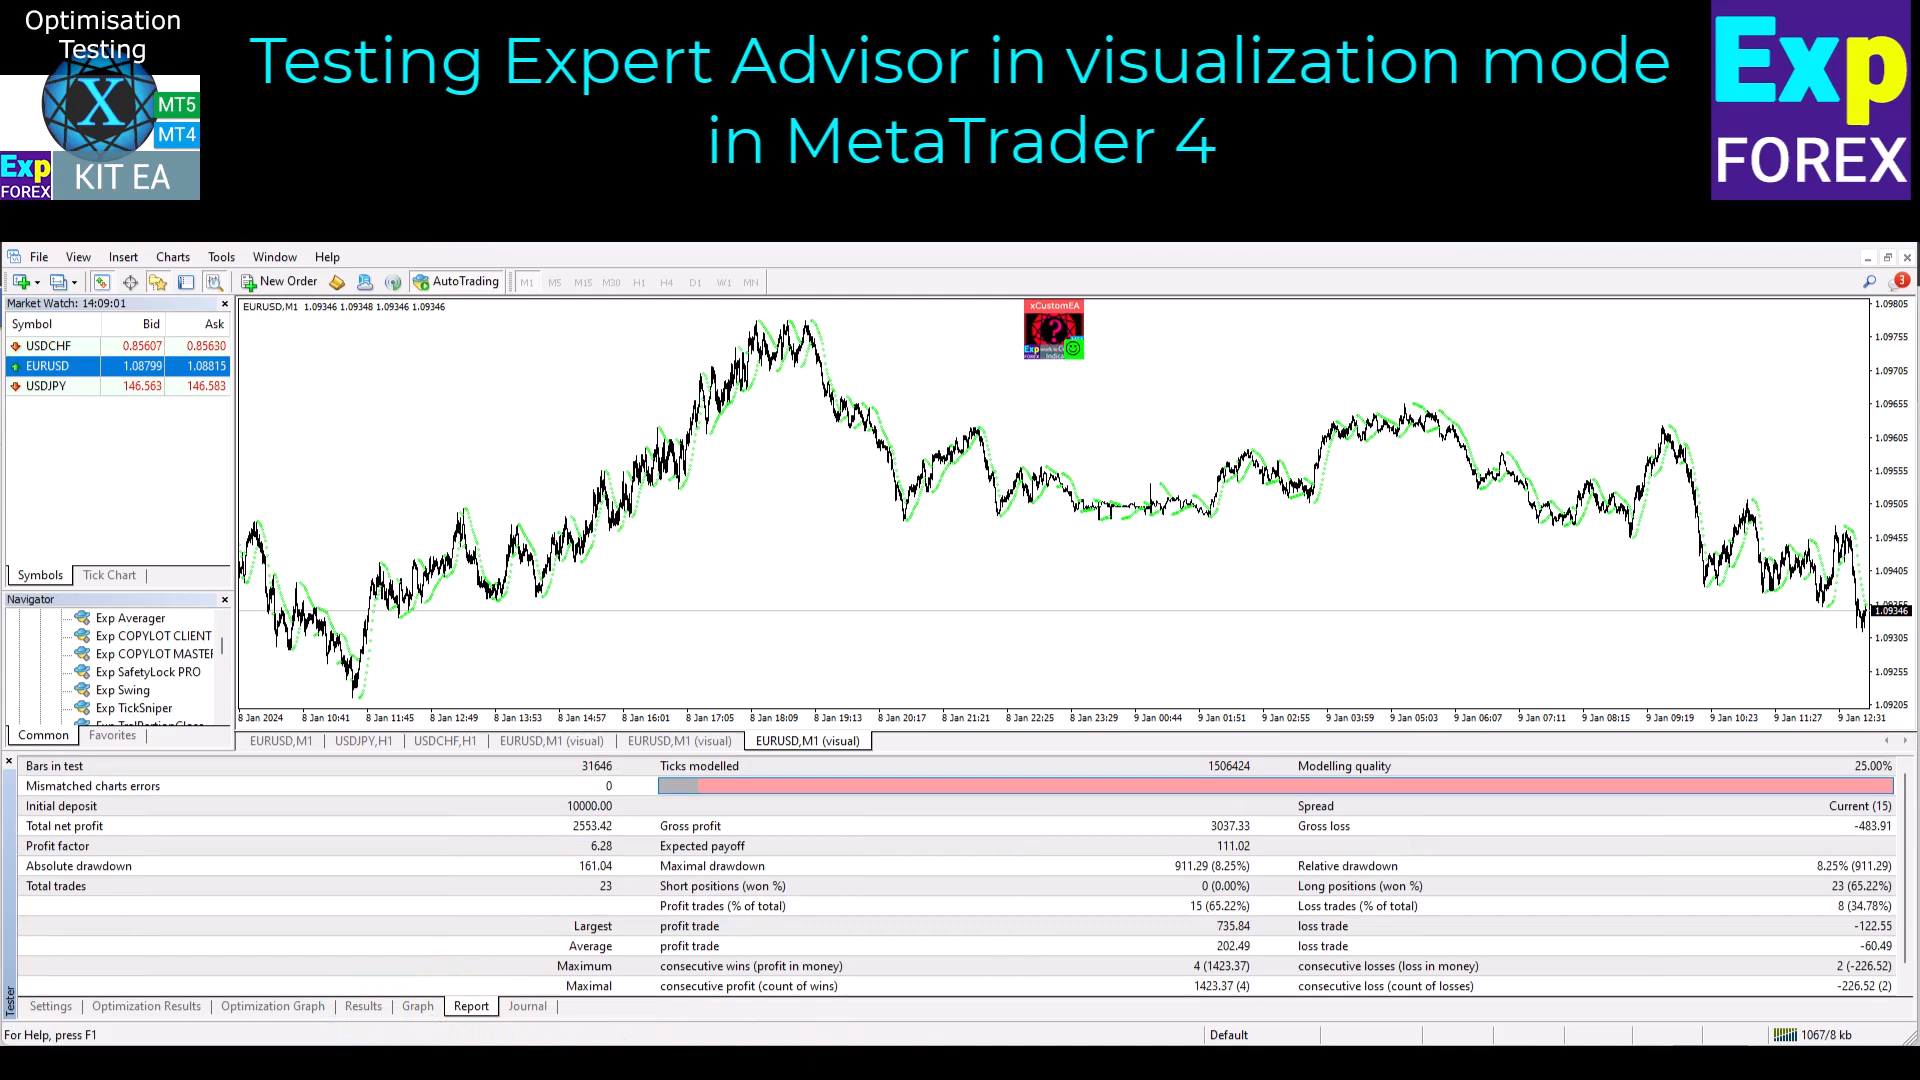 Optimisation
Testing
X
MT5
MT4
Exp
FOREX
KIT EA
Testing Expert Advisor in visualization mode
in MetaTrader 4
Exp
FOREX
File View Insert Charts Tools Window Help
New Order AutoTrading M1 M5 M15 M30 H1 H4 D1 W1 MN 3
Market Watch: 14:09:01
Symbol Bid Ask
USDCHF 0.85607 0.85630
EURUSD 1.08799 1.08815
USDJPY 146.563 146.583
Symbols Tick Chart
Navigator
Exp Averager
Exp COPYLOT CLIENT
Exp COPYLOT MASTER
Exp SafetyLock PRO
Exp Swing
Exp TickSniper
Common Favorites
EURUSD,M1 1.09346 1.09348 1.09346 1.09346
xCustomEA
?
Exp
FOREX
1.09805
1.09755
1.09705
1.09655
1.09605
1.09555
1.09505
1.09455
1.09405
1.09346
1.09305
1.09255
1.09205
8 Jan 2024 8 Jan 10:41 8 Jan 11:45 8 Jan 12:49 8 Jan 13:53 8 Jan 14:57 8 Jan 16:01 8 Jan 17:05 8 Jan 18:09 8 Jan 19:13 8 Jan 20:17 8 Jan 21:21 8 Jan 22:25 8 Jan 23:29 9 Jan 00:44 9 Jan 01:51 9 Jan 02:55 9 Jan 03:59 9 Jan 05:03 9 Jan 06:07 9 Jan 07:11 9 Jan 08:15 9 Jan 09:19 9 Jan 10:23 9 Jan 11:27 9 Jan 12:31
EURUSD,M1 USDJPY,H1 USDCHF,H1 EURUSD,M1 (visual) EURUSD,M1 (visual) EURUSD,M1 (visual)
Bars in test 31646 Ticks modelled 1506424 Modelling quality 25.00%
Mismatched charts errors 0
Initial deposit 10000.00 Spread Current (15)
Total net profit 2553.42 Gross profit 3037.33 Gross loss -483.91
Profit factor 6.28 Expected payoff 111.02
Absolute drawdown 161.04 Maximal drawdown 911.29 (8.25%) Relative drawdown 8.25% (911.29)
Total trades 23 Short positions (won %) 0 (0.00%) Long positions (won %) 23 (65.22%)
Profit trades (% of total) 15 (65.22%) Loss trades (% of total) 8 (34.78%)
Largest profit trade 735.84 loss trade -122.55
Average profit trade 202.49 loss trade -60.49
Maximum consecutive wins (profit in money) 4 (1423.37) consecutive losses (loss in money) 2 (-226.52)
Maximal consecutive profit (count of wins) 1423.37 (4) consecutive loss (count of losses) -226.52 (2)
Tester
Settings Optimization Results Optimization Graph Results Graph Report Journal
For Help, press F1 Default 1067/8 kb